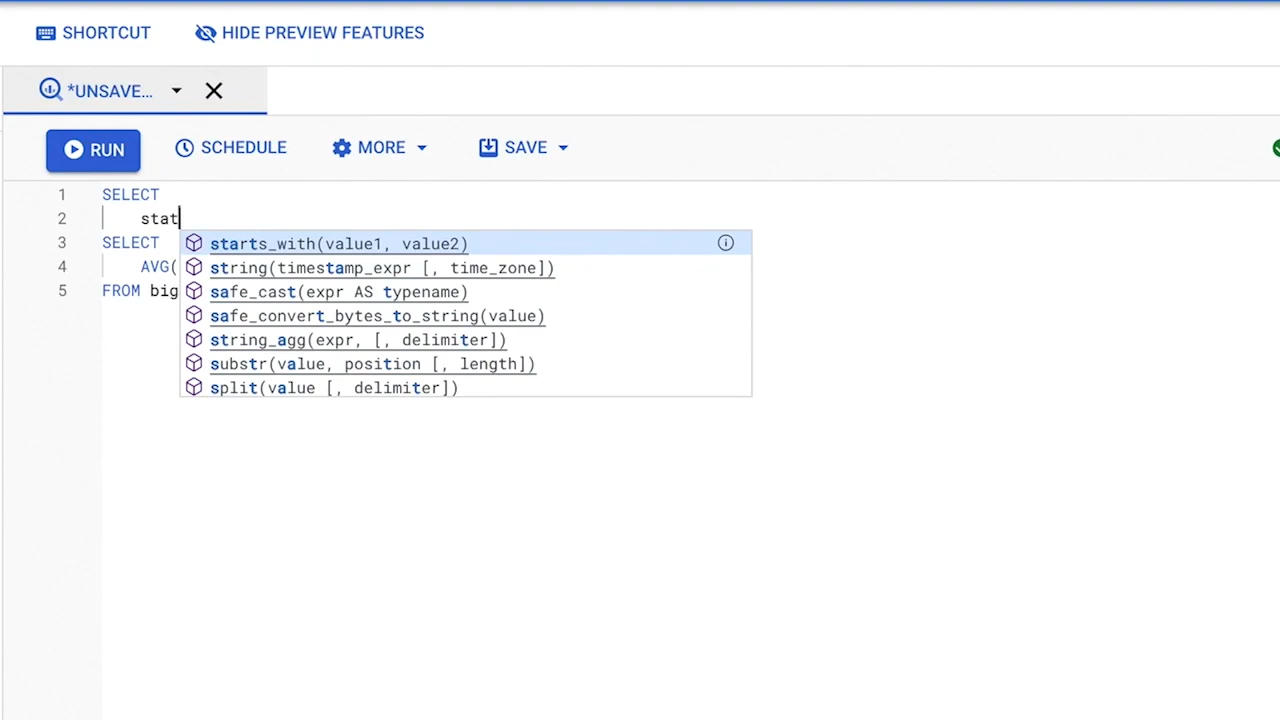 SHORTCUT HIDE PREVIEW FEATURES
*UNSAVE...
RUN SCHEDULE MORE SAVE
1 SELECT
2 stat
3 SELECT
4 AVG(
5 FROM big
starts_with(value1, value2)
string(timestamp_expr [, time_zone])
safe_cast(expr AS typename)
safe_convert_bytes_to_string(value)
string_agg(expr, [, delimiter])
substr(value, position [, length])
split(value [, delimiter])